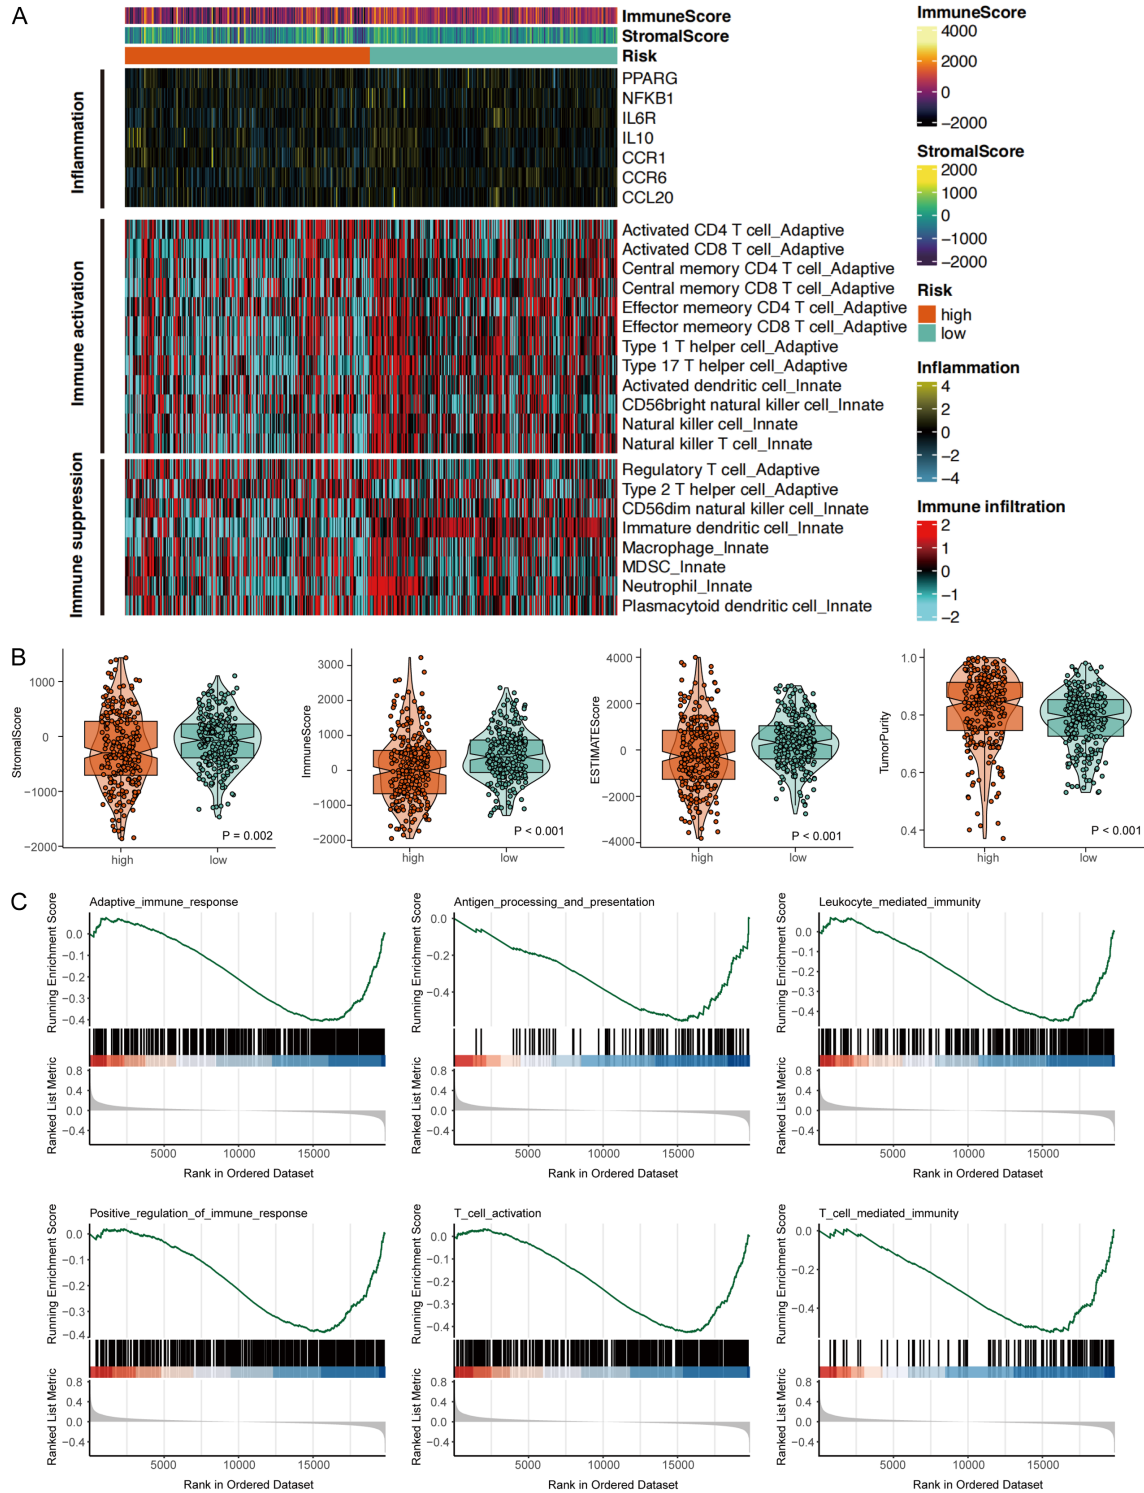 A
ImmuneScore
StromalScore
Risk
Inflammation
PPARG
NFKB1
IL6R
IL10
CCR1
CCR6
CCL20
Immune activation
Activated CD4 T cell_Adaptive
Activated CD8 T cell_Adaptive
Central memory CD4 T cell_Adaptive
Central memory CD8 T cell_Adaptive
Effector memeory CD4 T cell_Adaptive
Effector memeory CD8 T cell_Adaptive
Type 1 T helper cell_Adaptive
Type 17 T helper cell_Adaptive
Activated dendritic cell_Innate
CD56bright natural killer cell_Innate
Natural killer cell_Innate
Natural killer T cell_Innate
Immune suppression
Regulatory T cell_Adaptive
Type 2 T helper cell_Adaptive
CD56dim natural killer cell_Innate
Immature dendritic cell_Innate
Macrophage_Innate
MDSC_Innate
Neutrophil_Innate
Plasmacytoid dendritic cell_Innate
ImmuneScore
4000
2000
0
−2000
StromalScore
2000
1000
0
−1000
−2000
Risk
high
low
Inflammation
4
2
0
−2
−4
Immune infiltration
2
1
0
−1
−2
B
StromalScore
1000
0
−1000
−2000
P = 0.002
high low
ImmuneScore
3000
2000
1000
0
−1000
−2000
P < 0.001
high low
ESTIMATEScore
4000
2000
0
−2000
−4000
P < 0.001
high low
TumorPurity
1.0
0.8
0.6
0.4
P < 0.001
high low
C
Adaptive_immune_response
Running Enrichment Score
0.0
−0.1
−0.2
−0.3
−0.4
Ranked List Metric
0.8
0.4
0.0
−0.4
5000 10000 15000
Rank in Ordered Dataset
Antigen_processing_and_presentation
Running Enrichment Score
0.0
−0.2
−0.4
Ranked List Metric
0.8
0.4
0.0
−0.4
5000 10000 15000
Rank in Ordered Dataset
Leukocyte_mediated_immunity
Running Enrichment Score
0.0
−0.1
−0.2
−0.3
−0.4
Ranked List Metric
0.8
0.4
0.0
−0.4
5000 10000 15000
Rank in Ordered Dataset
Positive_regulation_of_immune_response
Running Enrichment Score
0.0
−0.1
−0.2
−0.3
−0.4
Ranked List Metric
0.8
0.4
0.0
−0.4
5000 10000 15000
Rank in Ordered Dataset
T_cell_activation
Running Enrichment Score
0.0
−0.1
−0.2
−0.3
−0.4
Ranked List Metric
0.8
0.4
0.0
−0.4
5000 10000 15000
Rank in Ordered Dataset
T_cell_mediated_immunity
Running Enrichment Score
0.0
−0.2
−0.4
Ranked List Metric
0.8
0.4
0.0
−0.4
5000 10000 15000
Rank in Ordered Dataset